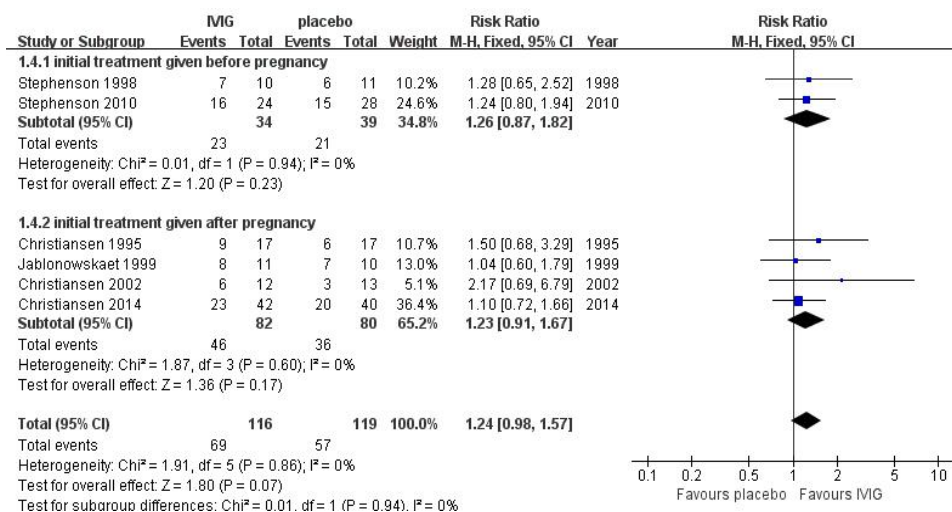 IVIG placebo Risk Ratio Risk Ratio
Study or Subgroup Events Total Events Total Weight M-H, Fixed, 95% CI Year M-H, Fixed, 95% CI
1.4.1 initial treatment given before pregnancy
Stephenson 1998 7 10 6 11 10.2% 1.28 [0.65, 2.52] 1998
Stephenson 2010 16 24 15 28 24.6% 1.24 [0.80, 1.94] 2010
Subtotal (95% CI) 34 39 34.8% 1.26 [0.87, 1.82]
Total events 23 21
Heterogeneity: Chi² = 0.01, df = 1 (P = 0.94); I² = 0%
Test for overall effect: Z = 1.20 (P = 0.23)
1.4.2 initial treatment given after pregnancy
Christiansen 1995 9 17 6 17 10.7% 1.50 [0.68, 3.29] 1995
Jablonowskaet 1999 8 11 7 10 13.0% 1.04 [0.60, 1.79] 1999
Christiansen 2002 6 12 3 13 5.1% 2.17 [0.69, 6.79] 2002
Christiansen 2014 23 42 20 40 36.4% 1.10 [0.72, 1.66] 2014
Subtotal (95% CI) 82 80 65.2% 1.23 [0.91, 1.67]
Total events 46 36
Heterogeneity: Chi² = 1.87, df = 3 (P = 0.60); I² = 0%
Test for overall effect: Z = 1.36 (P = 0.17)
Total (95% CI) 116 119 100.0% 1.24 [0.98, 1.57]
Total events 69 57
Heterogeneity: Chi² = 1.91, df = 5 (P = 0.86); I² = 0%
Test for overall effect: Z = 1.80 (P = 0.07)
Test for subgroup differences: Chi² = 0.01, df = 1 (P = 0.94), I² = 0%
0.1 0.2 0.5 1 2 5 10
Favours placebo Favours IVIG